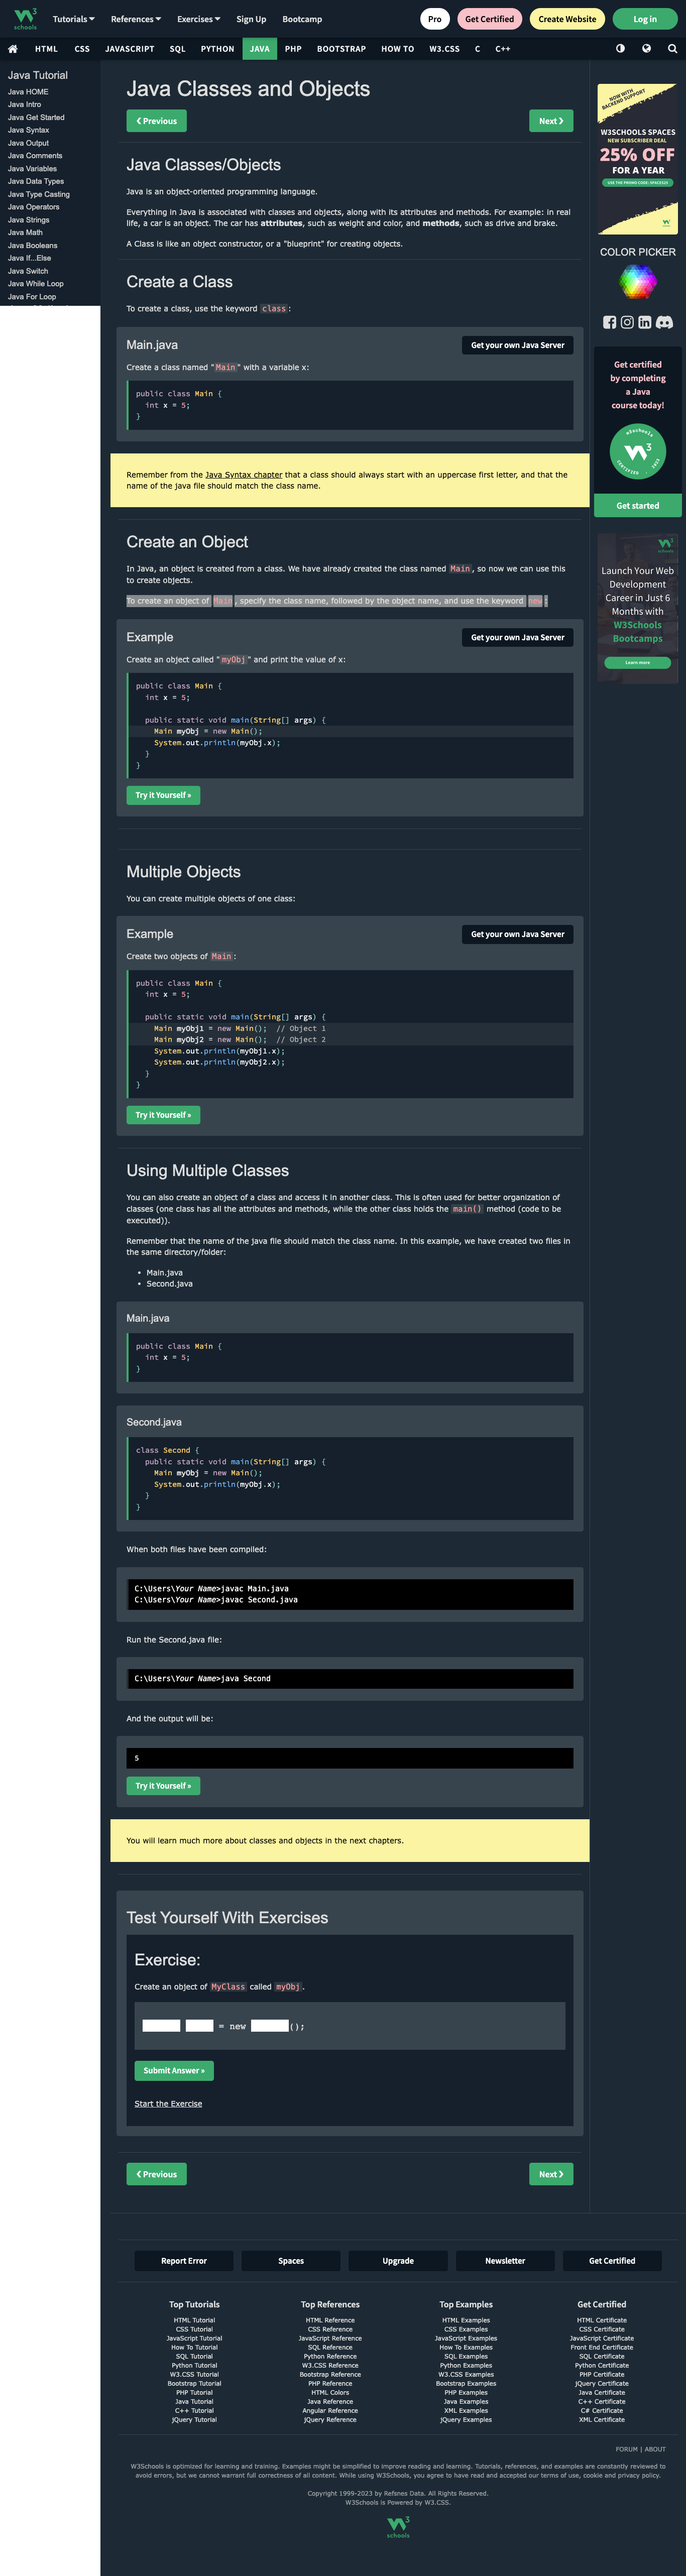 W3
schools
Tutorials References Exercises Sign Up Bootcamp Pro Get Certified Create Website Log in
HTML CSS JAVASCRIPT SQL PYTHON JAVA PHP BOOTSTRAP HOW TO W3.CSS C C++
Java Tutorial
Java HOME
Java Intro
Java Get Started
Java Syntax
Java Output
Java Comments
Java Variables
Java Data Types
Java Type Casting
Java Operators
Java Strings
Java Math
Java Booleans
Java If...Else
Java Switch
Java While Loop
Java For Loop
Java Classes and Objects
❮ Previous Next ❯
Java Classes/Objects
Java is an object-oriented programming language.
Everything in Java is associated with classes and objects, along with its attributes and methods. For example: in real
life, a car is an object. The car has attributes, such as weight and color, and methods, such as drive and brake.
A Class is like an object constructor, or a "blueprint" for creating objects.
Create a Class
To create a class, use the keyword class:
Main.java Get your own Java Server
Create a class named "Main" with a variable x:
public class Main {
int x = 5;
}
Remember from the Java Syntax chapter that a class should always start with an uppercase first letter, and that the
name of the java file should match the class name.
Create an Object
In Java, an object is created from a class. We have already created the class named Main, so now we can use this
to create objects.
To create an object of Main, specify the class name, followed by the object name, and use the keyword new:
Example Get your own Java Server
Create an object called "myObj" and print the value of x:
public class Main {
int x = 5;
public static void main(String[] args) {
Main myObj = new Main();
System.out.println(myObj.x);
}
}
Try it Yourself »
Multiple Objects
You can create multiple objects of one class:
Example Get your own Java Server
Create two objects of Main:
public class Main {
int x = 5;
public static void main(String[] args) {
Main myObj1 = new Main(); // Object 1
Main myObj2 = new Main(); // Object 2
System.out.println(myObj1.x);
System.out.println(myObj2.x);
}
}
Try it Yourself »
Using Multiple Classes
You can also create an object of a class and access it in another class. This is often used for better organization of
classes (one class has all the attributes and methods, while the other class holds the main() method (code to be
executed)).
Remember that the name of the java file should match the class name. In this example, we have created two files in
the same directory/folder:
• Main.java
• Second.java
Main.java
public class Main {
int x = 5;
}
Second.java
class Second {
public static void main(String[] args) {
Main myObj = new Main();
System.out.println(myObj.x);
}
}
When both files have been compiled:
C:\Users\Your Name>javac Main.java
C:\Users\Your Name>javac Second.java
Run the Second.java file:
C:\Users\Your Name>java Second
And the output will be:
5
Try it Yourself »
You will learn much more about classes and objects in the next chapters.
Test Yourself With Exercises
Exercise:
Create an object of MyClass called myObj.
= new ();
Submit Answer »
Start the Exercise
❮ Previous Next ❯
NOW WITH
BACKEND SUPPORT
W3SCHOOLS SPACES
NEW SUBSCRIBER DEAL
25% OFF
FOR A YEAR
USE THE PROMO CODE: SPACES23
COLOR PICKER
Get certified
by completing
a Java
course today!
w3schools
W3
CERTIFIED . 2023
Get started
W3
schools
Launch Your Web
Development
Career in Just 6
Months with
W3Schools
Bootcamps
Learn more
Report Error Spaces Upgrade Newsletter Get Certified
Top Tutorials
HTML Tutorial
CSS Tutorial
JavaScript Tutorial
How To Tutorial
SQL Tutorial
Python Tutorial
W3.CSS Tutorial
Bootstrap Tutorial
PHP Tutorial
Java Tutorial
C++ Tutorial
jQuery Tutorial
Top References
HTML Reference
CSS Reference
JavaScript Reference
SQL Reference
Python Reference
W3.CSS Reference
Bootstrap Reference
PHP Reference
HTML Colors
Java Reference
Angular Reference
jQuery Reference
Top Examples
HTML Examples
CSS Examples
JavaScript Examples
How To Examples
SQL Examples
Python Examples
W3.CSS Examples
Bootstrap Examples
PHP Examples
Java Examples
XML Examples
jQuery Examples
Get Certified
HTML Certificate
CSS Certificate
JavaScript Certificate
Front End Certificate
SQL Certificate
Python Certificate
PHP Certificate
jQuery Certificate
Java Certificate
C++ Certificate
C# Certificate
XML Certificate
FORUM | ABOUT
W3Schools is optimized for learning and training. Examples might be simplified to improve reading and learning. Tutorials, references, and examples are constantly reviewed to
avoid errors, but we cannot warrant full correctness of all content. While using W3Schools, you agree to have read and accepted our terms of use, cookie and privacy policy.
Copyright 1999-2023 by Refsnes Data. All Rights Reserved.
W3Schools is Powered by W3.CSS.
W3
schools